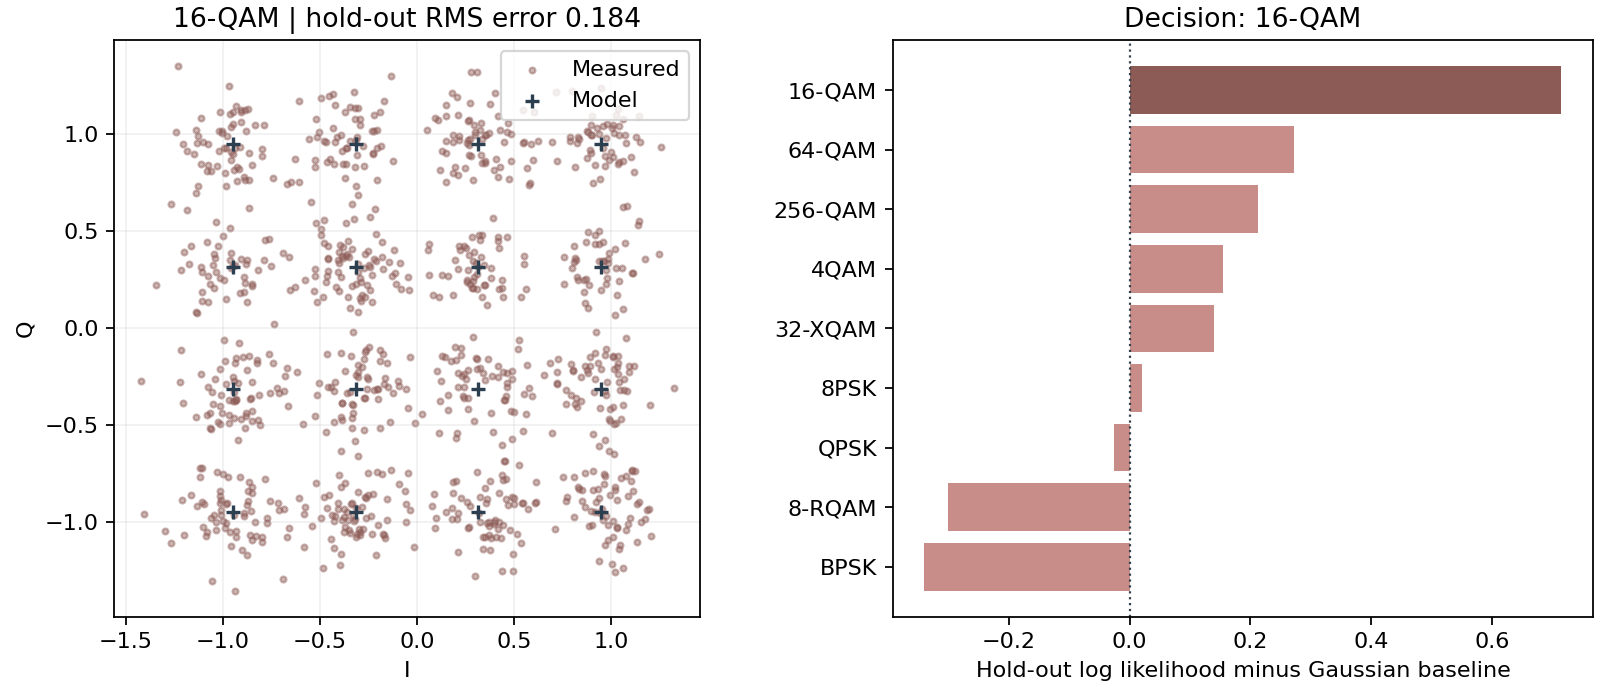 16-QAM | hold-out RMS error 0.184
Measured
Model
1.0
0.5
0.0
−0.5
−1.0
Q
−1.5
−1.0
−0.5
0.0
0.5
1.0
I
Decision: 16-QAM
16-QAM
64-QAM
256-QAM
4QAM
32-XQAM
8PSK
QPSK
8-RQAM
BPSK
−0.2
0.0
0.2
0.4
0.6
Hold-out log likelihood minus Gaussian baseline